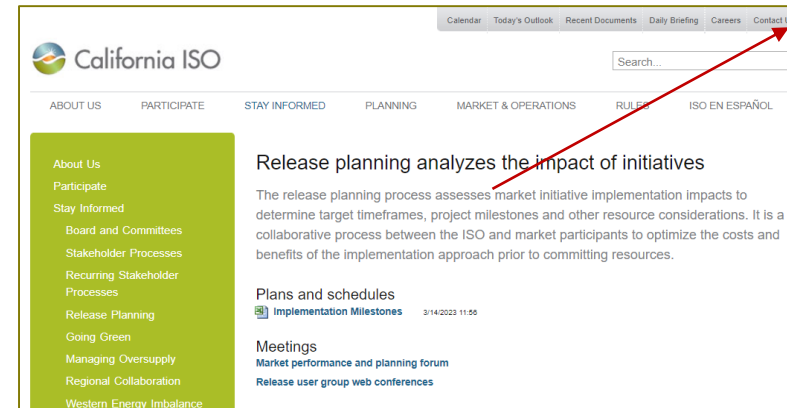 Calendar Today's Outlook Recent Documents Daily Briefing Careers Contact
California ISO
Search...
ABOUT US PARTICIPATE STAY INFORMED PLANNING MARKET & OPERATIONS RULES ISO EN ESPAÑOL
About Us
Participate
Stay Informed
Board and Committees
Stakeholder Processes
Recurring Stakeholder
Processes
Release Planning
Going Green
Managing Oversupply
Regional Collaboration
Western Energy Imbalance
Release planning analyzes the impact of initiatives
The release planning process assesses market initiative implementation impacts to
determine target timeframes, project milestones and other resource considerations. It is a
collaborative process between the ISO and market participants to optimize the costs and
benefits of the implementation approach prior to committing resources.
Plans and schedules
Implementation Milestones 3/14/2023 11:56
Meetings
Market performance and planning forum
Release user group web conferences